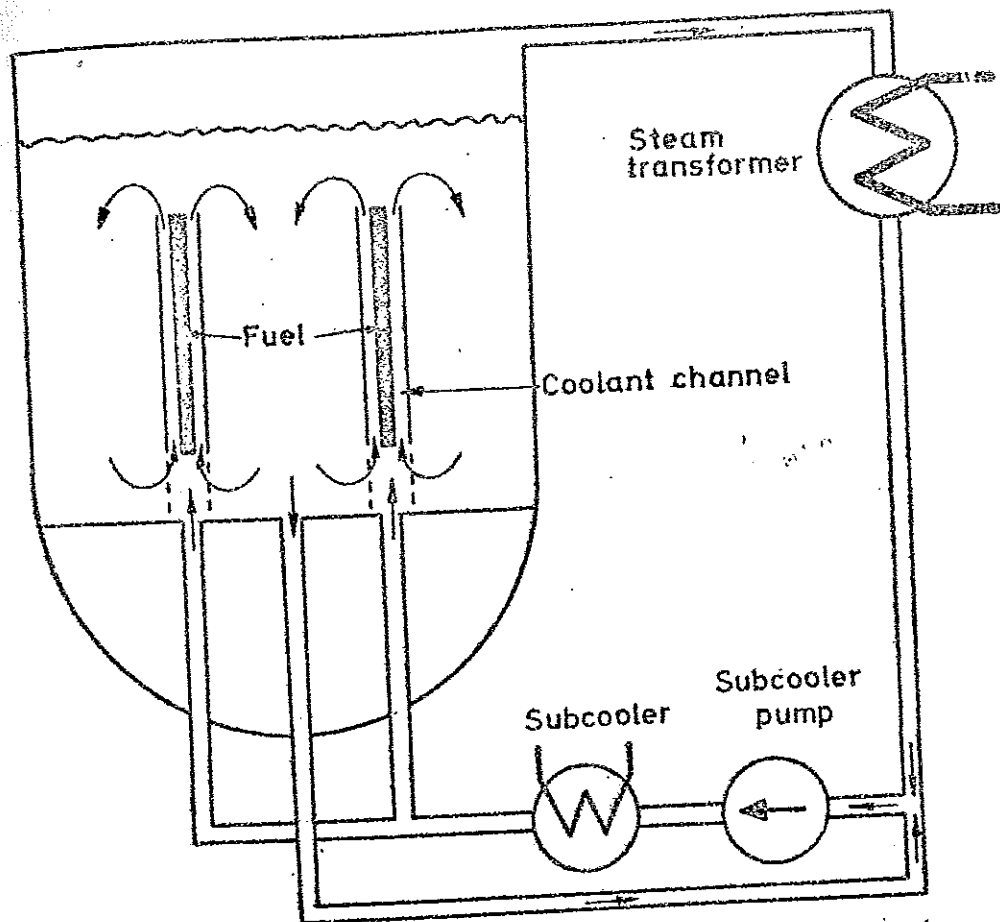 Steam
transformer
Fuel
Coolant channel
Subcooler
pump
Subcooler